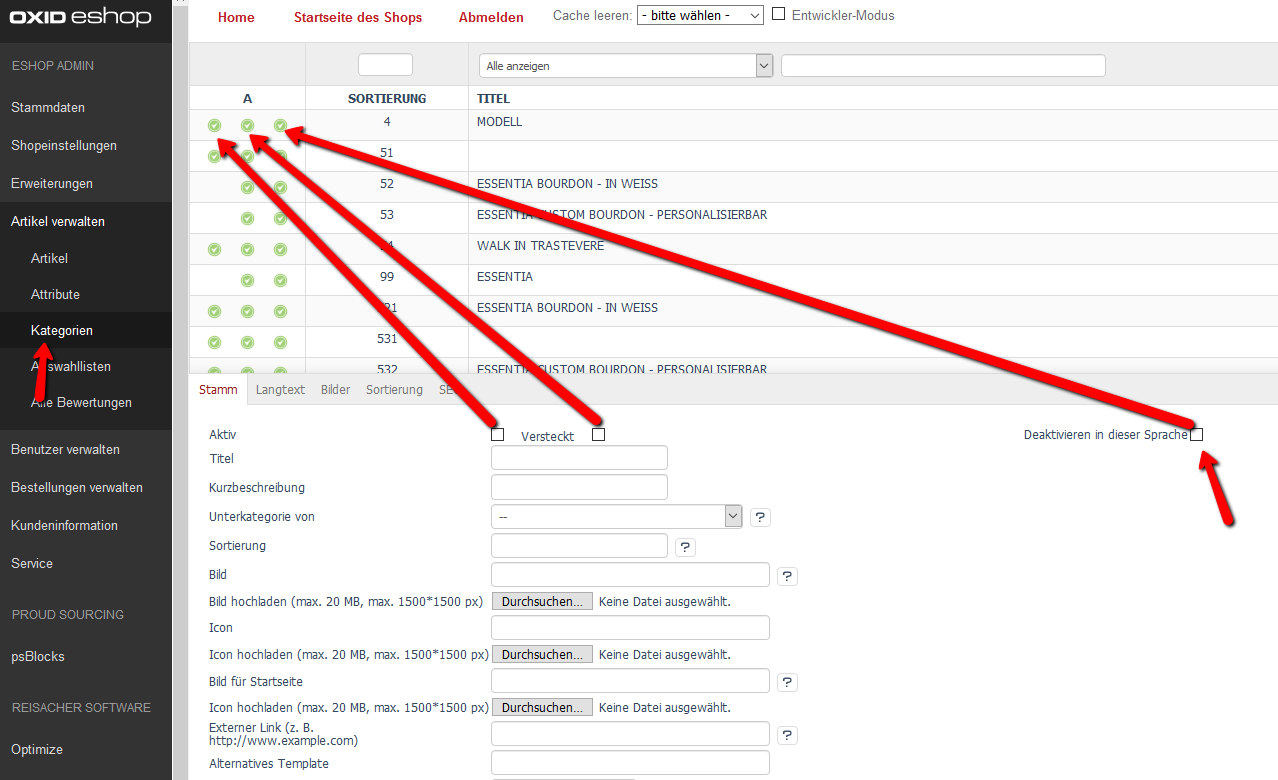 OXID eshop
Home Startseite des Shops Abmelden Cache leeren: - bitte wählen - Entwickler-Modus
ESHOP ADMIN
Stammdaten
Shopeinstellungen
Erweiterungen
Artikel verwalten
Artikel
Attribute
Kategorien
Auswahllisten
Alle Bewertungen
Benutzer verwalten
Bestellungen verwalten
Kundeninformation
Service
PROUD SOURCING
psBlocks
REISACHER SOFTWARE
Optimize
Alle anzeigen
A SORTIERUNG TITEL
4 MODELL
51
52 ESSENTIA BOURDON - IN WEISS
53 ESSENTIA CUSTOM BOURDON - PERSONALISIERBAR
WALK IN TRASTEVERE
99 ESSENTIA
ESSENTIA BOURDON - IN WEISS
531
532 ESSENTIA CUSTOM BOURDON - PERSONALISIERBAR
Stamm Langtext Bilder Sortierung
Aktiv Versteckt Deaktivieren in dieser Sprache
Titel
Kurzbeschreibung
Unterkategorie von -- ?
Sortierung ?
Bild ?
Bild hochladen (max. 20 MB, max. 1500*1500 px) Durchsuchen... Keine Datei ausgewählt.
Icon
Icon hochladen (max. 20 MB, max. 1500*1500 px) Durchsuchen... Keine Datei ausgewählt.
Bild für Startseite ?
Icon hochladen (max. 20 MB, max. 1500*1500 px) Durchsuchen... Keine Datei ausgewählt.
Externer Link (z. B.
http://www.example.com) ?
Alternatives Template